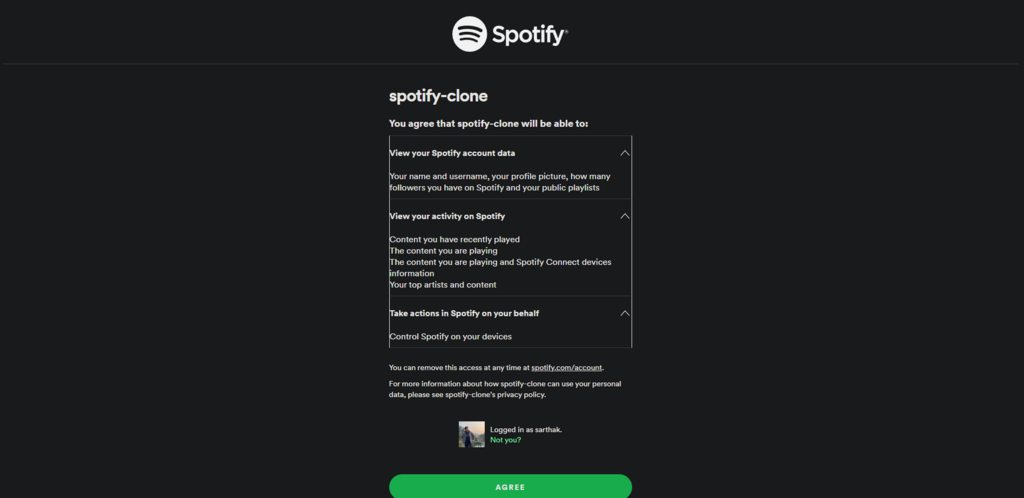 Spotify®
spotify-clone
You agree that spotify-clone will be able to:
View your Spotify account data
Your name and username, your profile picture, how many
followers you have on Spotify and your public playlists
View your activity on Spotify
Content you have recently played
The content you are playing
The content you are playing and Spotify Connect devices
information
Your top artists and content
Take actions in Spotify on your behalf
Control Spotify on your devices
You can remove this access at any time at spotify.com/account.
For more information about how spotify-clone can use your personal
data, please see spotify-clone's privacy policy.
Logged in as sarthak.
Not you?
AGREE